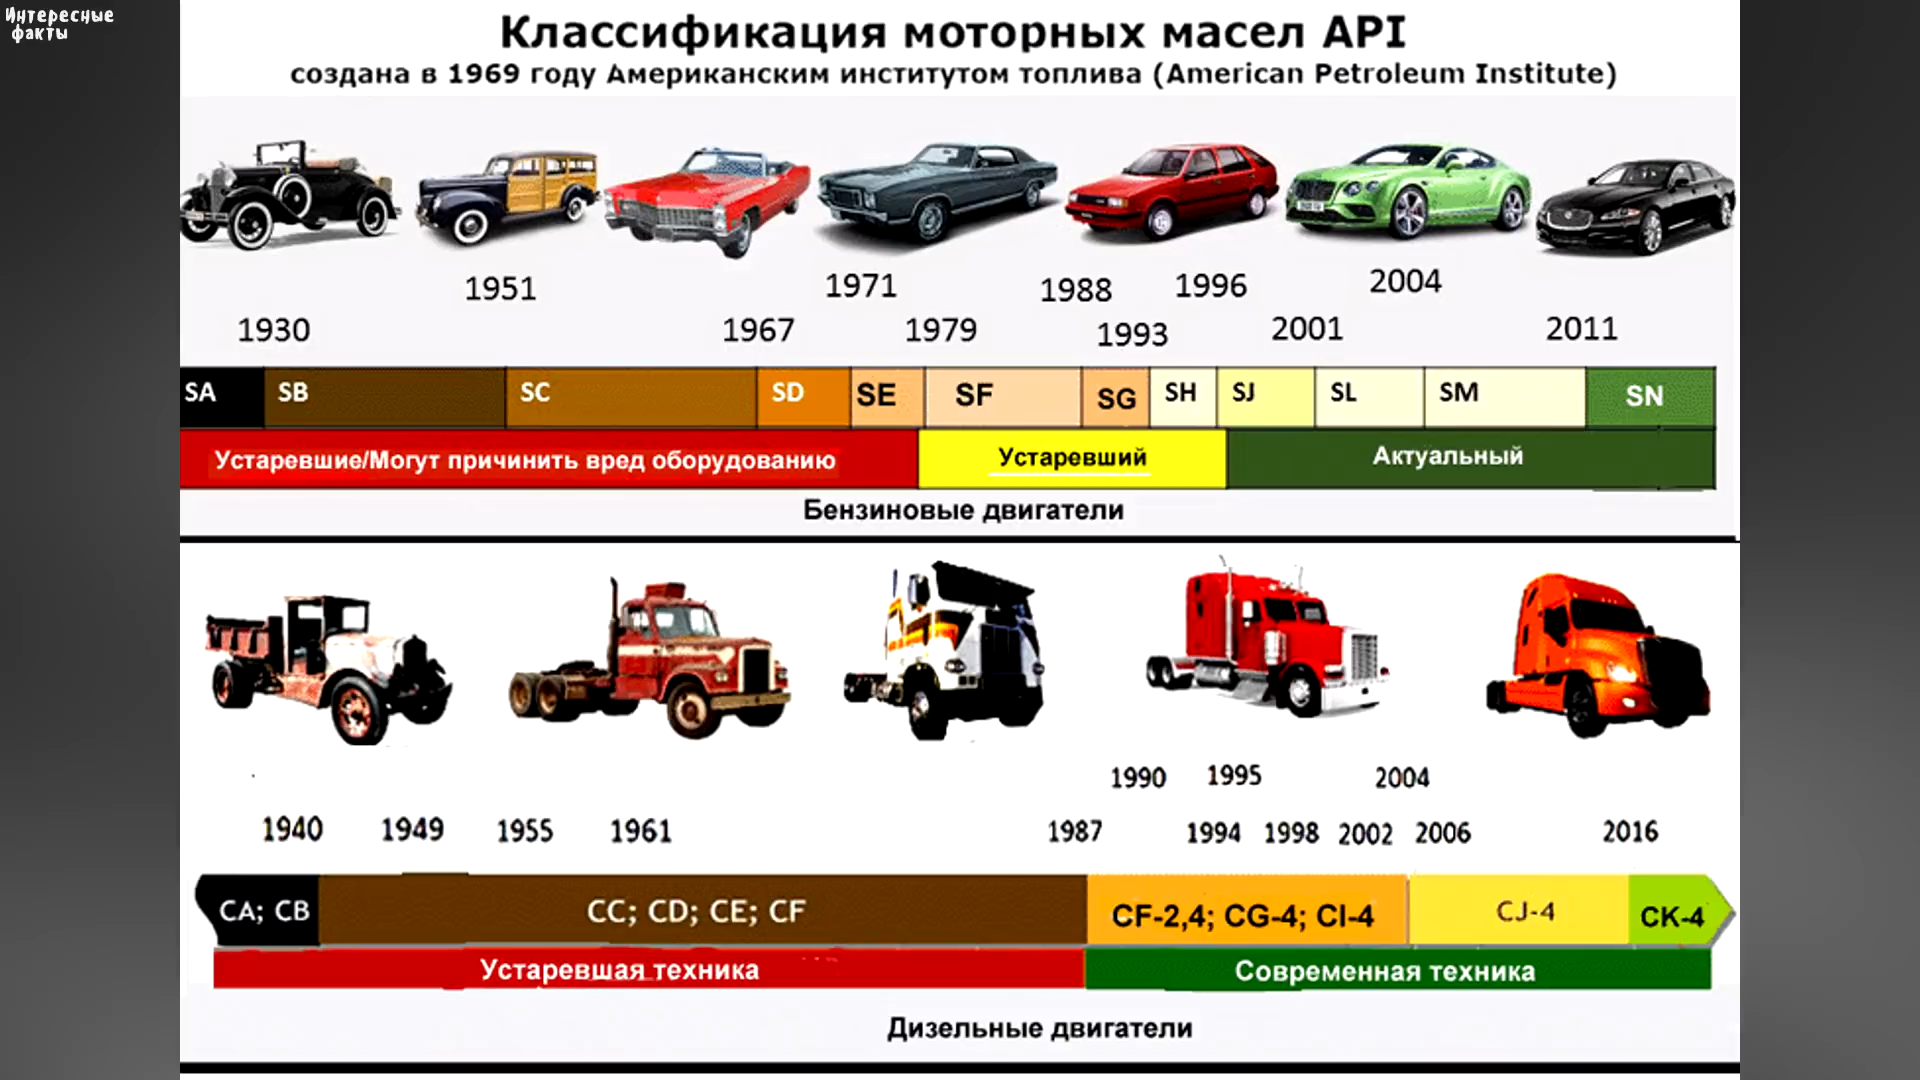 Интересные
факты
Классификация моторных масел API
создана в 1969 году Американским институтом топлива (American Petroleum Institute)
1951 1971 1988 1996 2004
1930 1967 1979 1993 2001 2011
SA SB SC SD SE SF SG SH SJ SL SM SN
Устаревшие/Могут причинить вред оборудованию Устаревший Актуальный
Бензиновые двигатели
1990 1995 2004
1940 1949 1955 1961 1987 1994 1998 2002 2006 2016
CA; CB CC; CD; CE; CF CF-2,4; CG-4; CI-4 CJ-4 CK-4
Устаревшая техника Современная техника
Дизельные двигатели